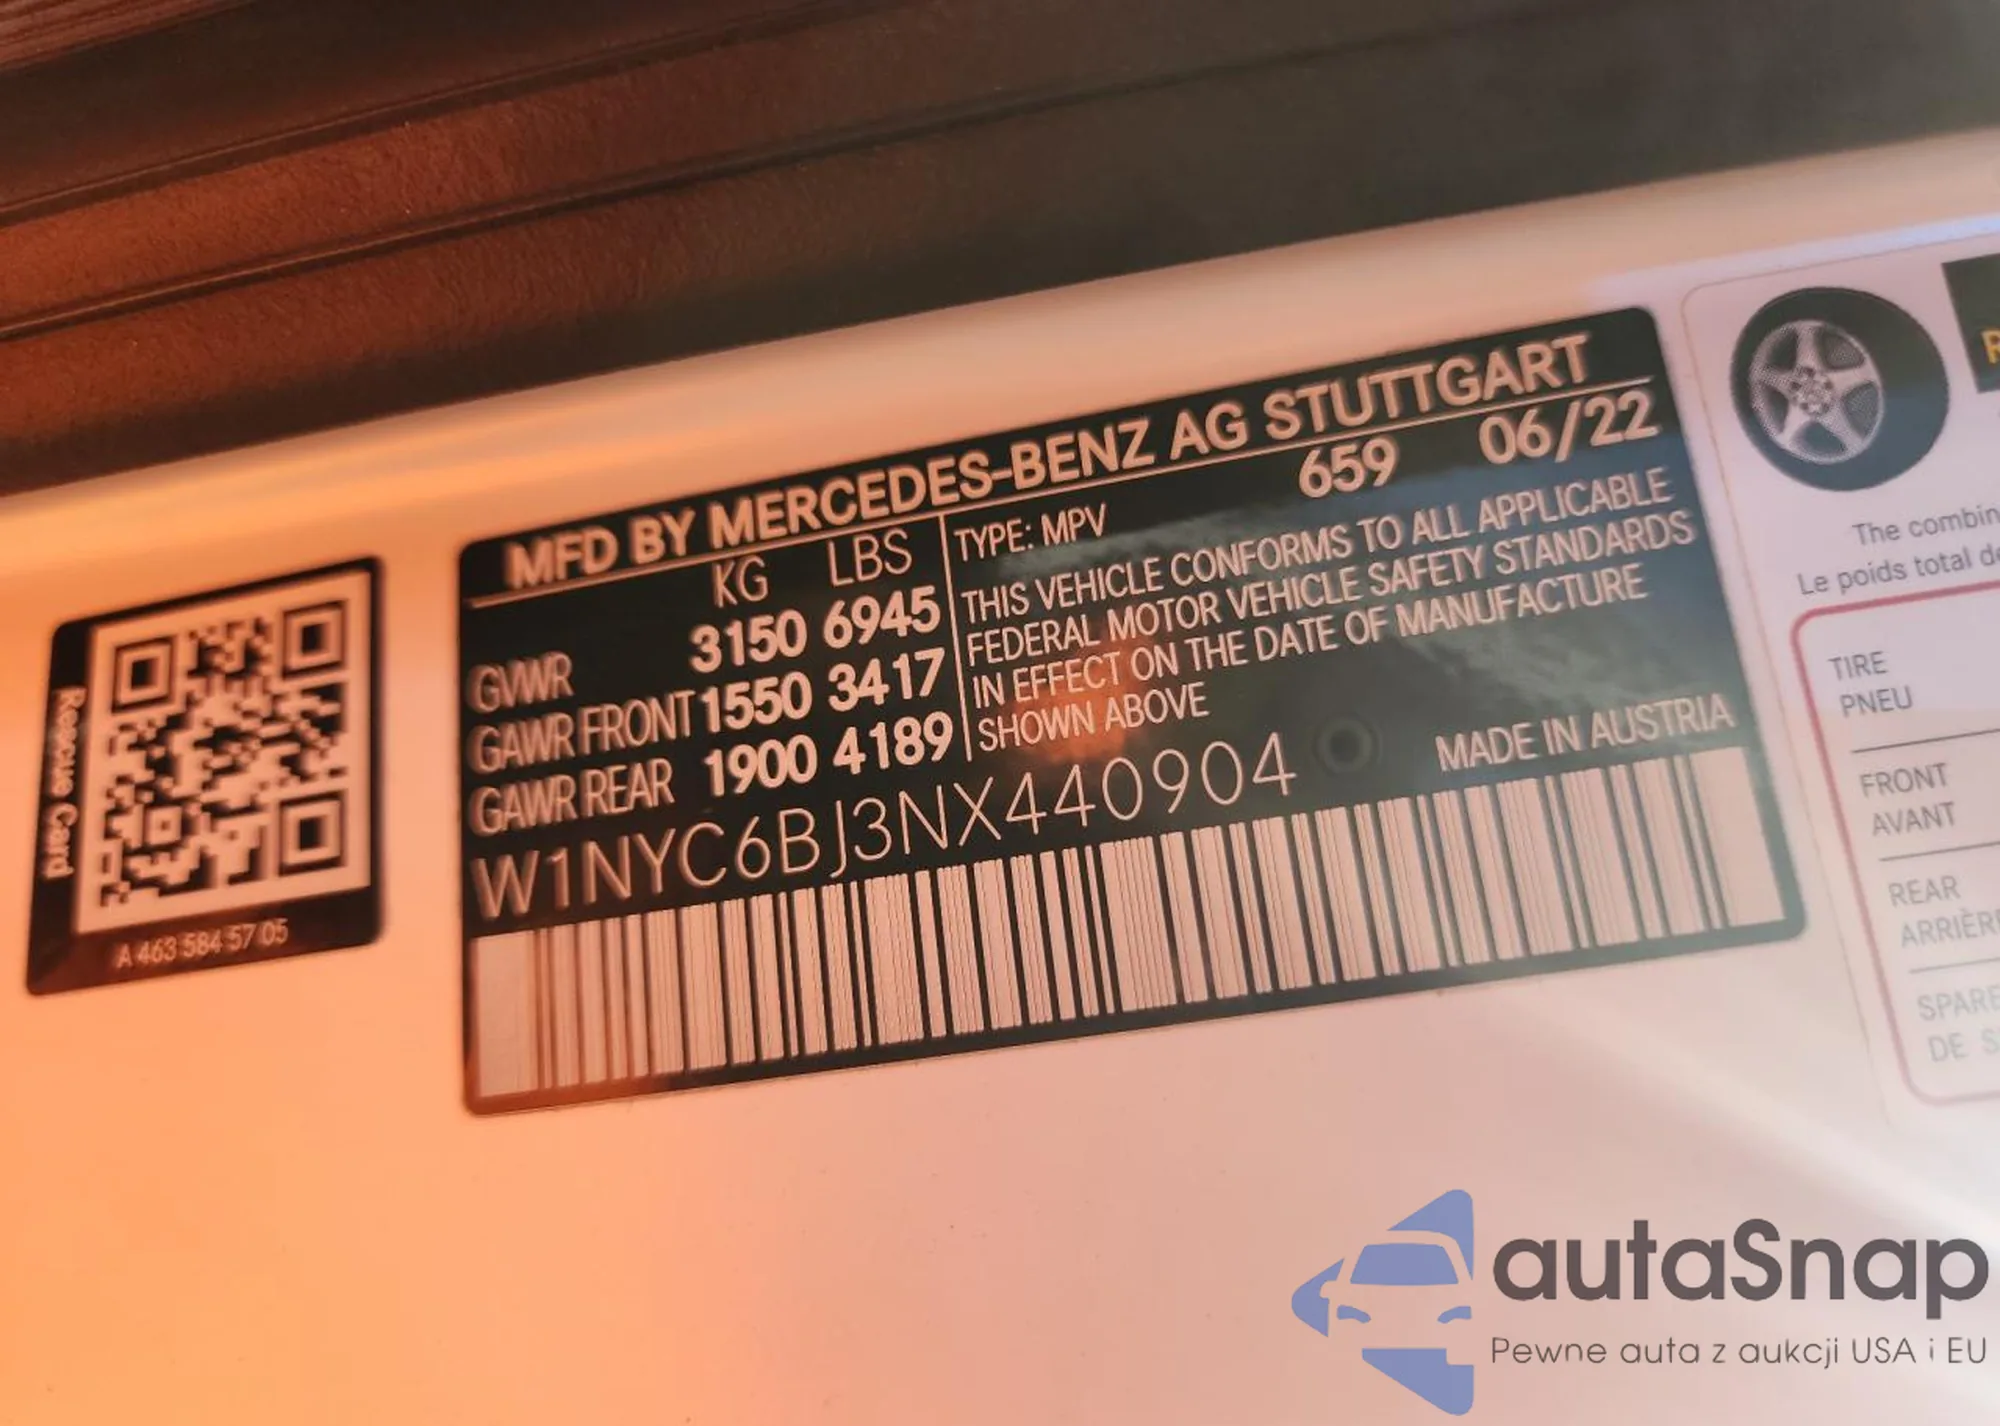 Rescue Card
A 463 584 57 05
MFD BY MERCEDES-BENZ AG STUTTGART
KG LBS
GVWR 3150 6945
GAWR FRONT 1550 3417
GAWR REAR 1900 4189
TYPE: MPV 659 06/22
THIS VEHICLE CONFORMS TO ALL APPLICABLE
FEDERAL MOTOR VEHICLE SAFETY STANDARDS
IN EFFECT ON THE DATE OF MANUFACTURE
SHOWN ABOVE
W1NYC6BJ3NX440904
MADE IN AUSTRIA
The
Le poids total
TIRE
PNEU
FRONT
AVANT
REAR
SPARE
DE
autaSnap
Pewne auta z aukcji USA i EU